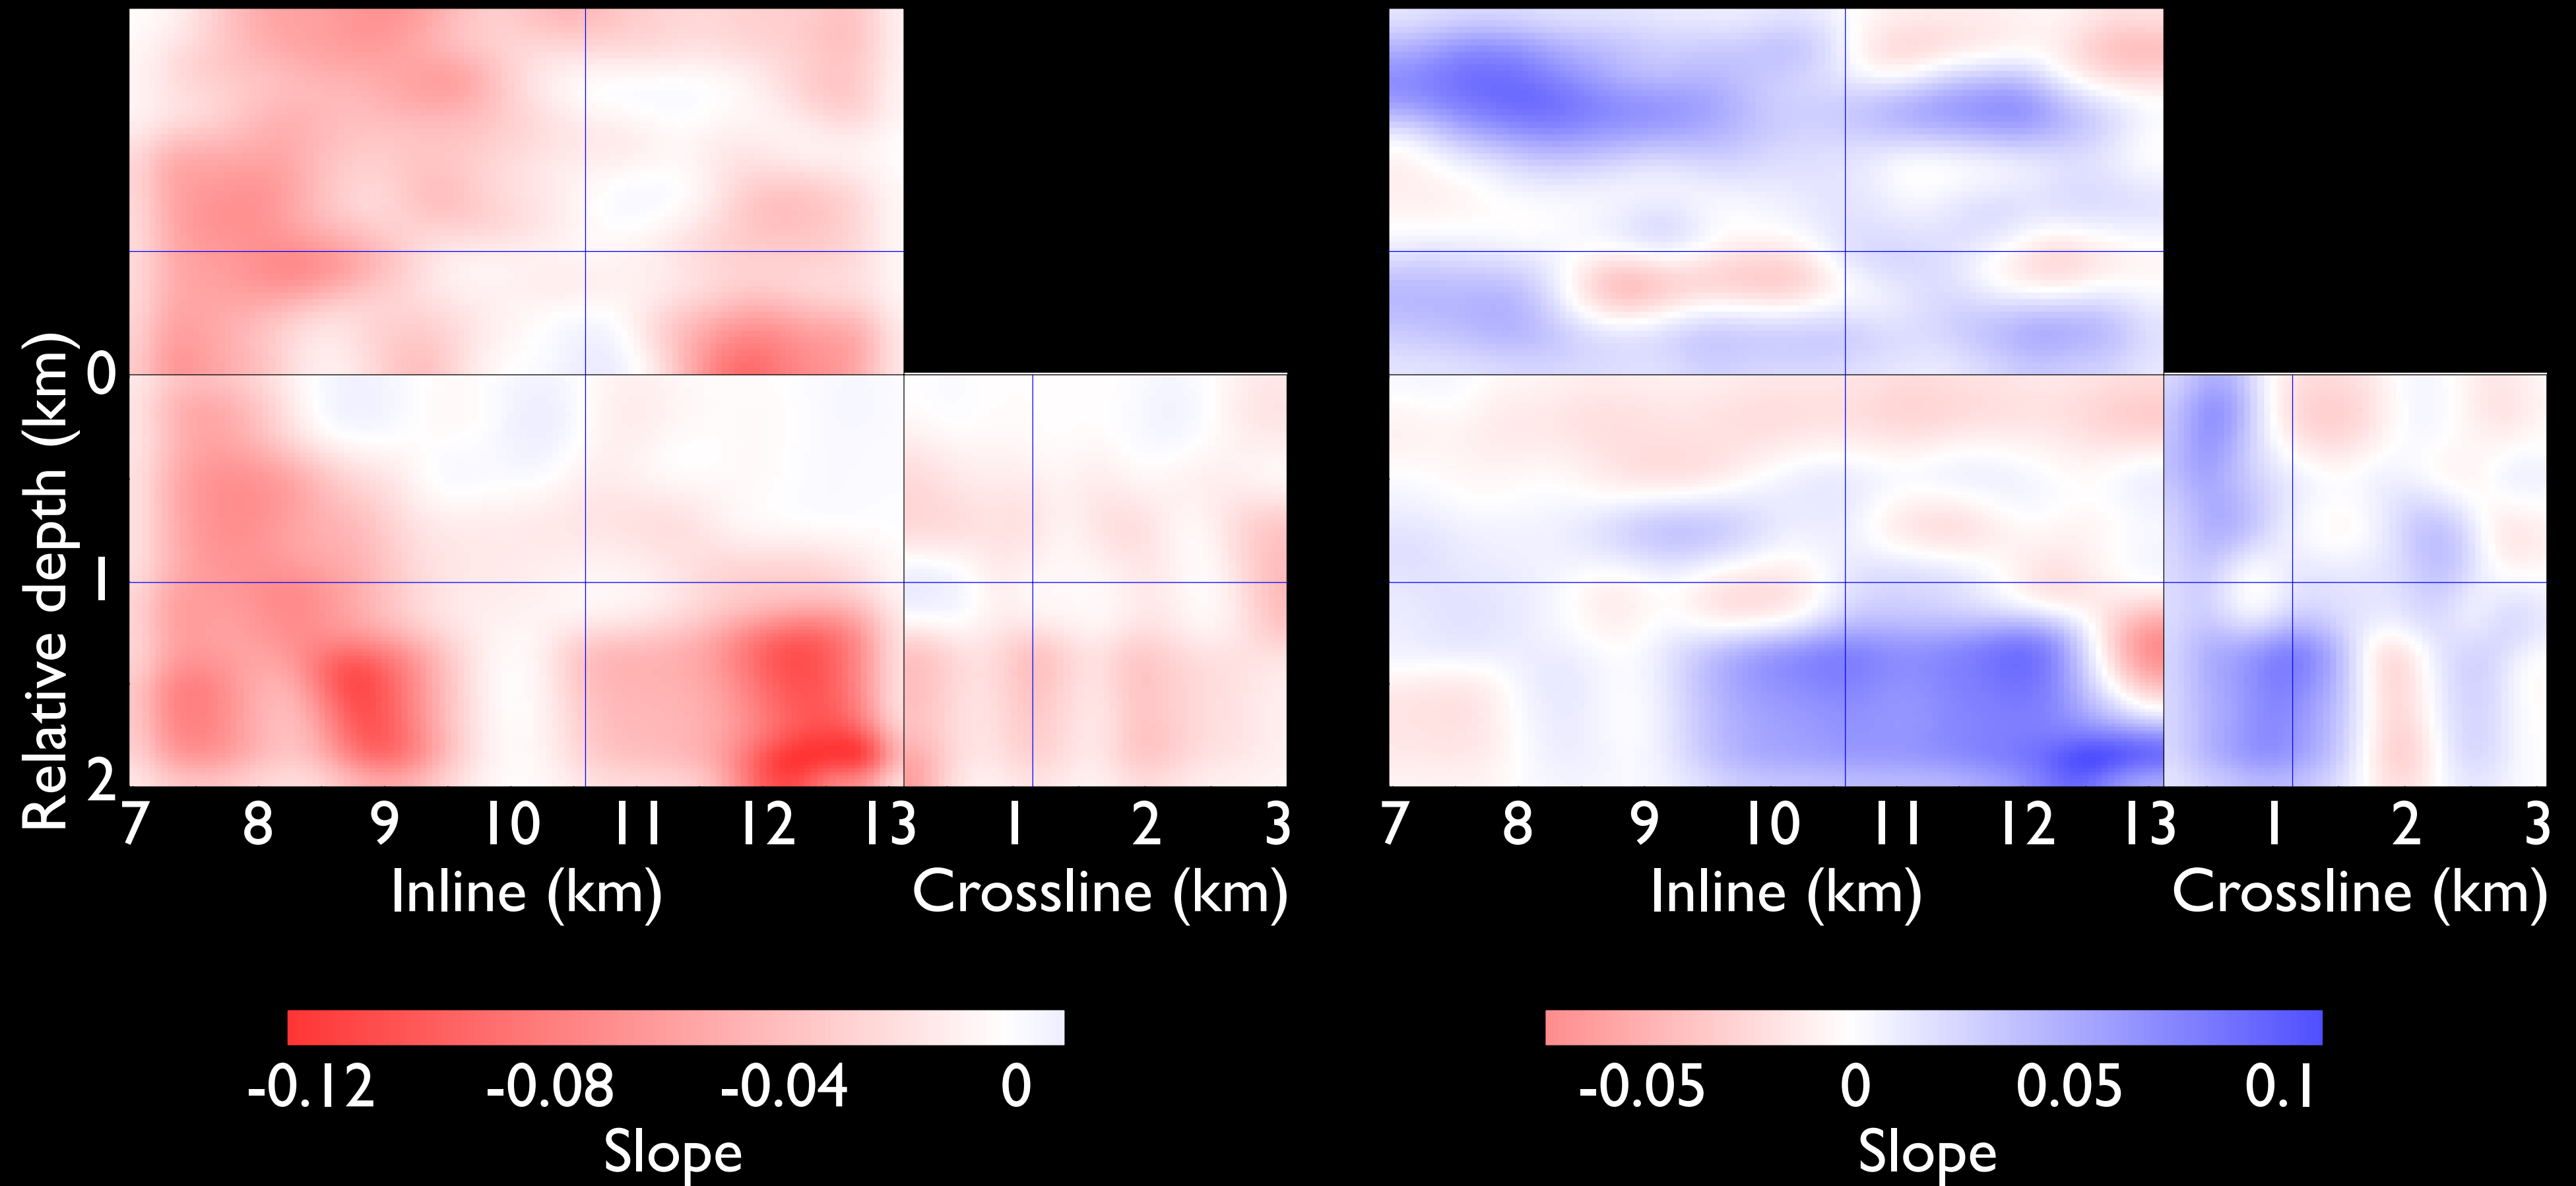 Relative depth (km)
0
1
2
7 8 9 10 11 12 13 1 2 3
Inline (km) Crossline (km)
7 8 9 10 11 12 13 1 2 3
Inline (km) Crossline (km)
-0.12 -0.08 -0.04 0
Slope
-0.05 0 0.05 0.1
Slope